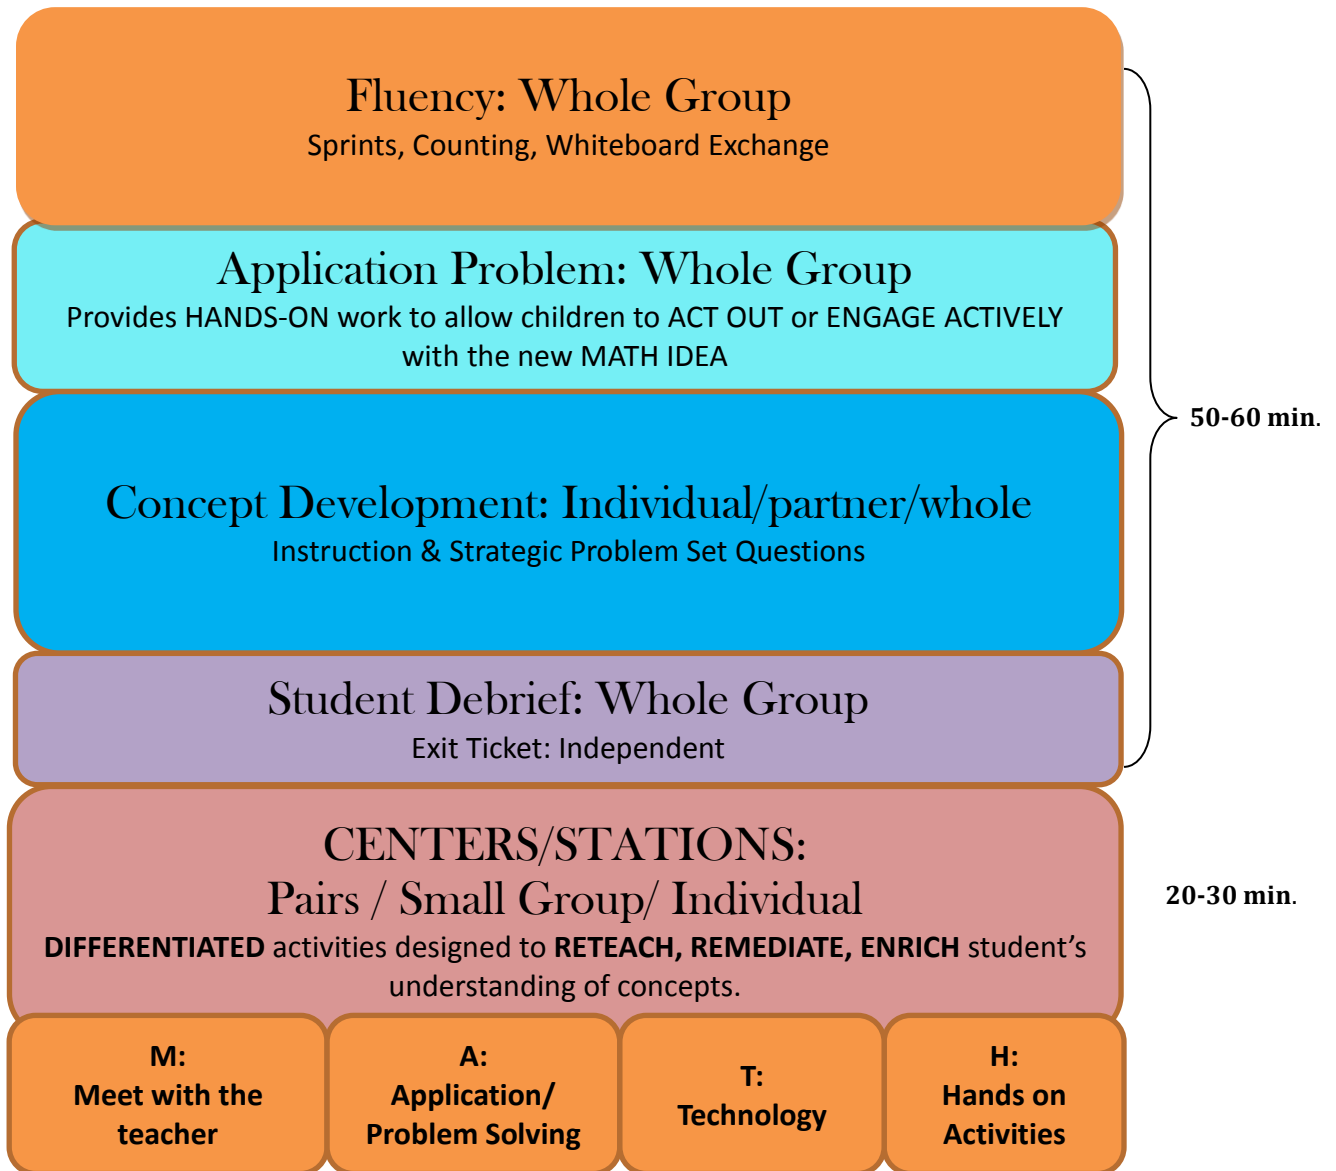 Fluency: Whole Group
Sprints, Counting, Whiteboard Exchange
Application Problem: Whole Group
Provides HANDS-ON work to allow children to ACT OUT or ENGAGE ACTIVELY
with the new MATH IDEA
50-60 min.
Concept Development: Individual/partner/whole
Instruction & Strategic Problem Set Questions
Student Debrief: Whole Group
Exit Ticket: Independent
CENTERS/STATIONS:
Pairs / Small Group/ Individual
20-30 min.
DIFFERENTIATED activities designed to RETEACH, REMEDIATE, ENRICH student’s
understanding of concepts.
M:
Meet with the
teacher
A:
Application/
Problem Solving
T:
Technology
H:
Hands on
Activities